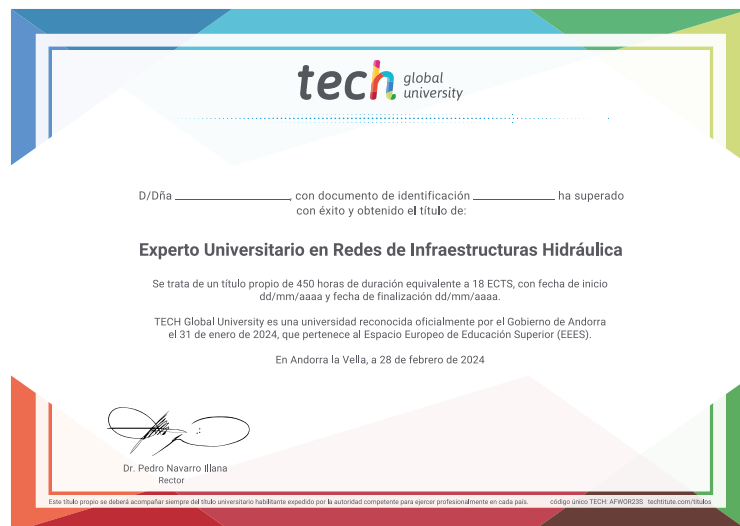 tech global
university
D/Dña ____________________, con documento de identificación ______________ ha superado
con éxito y obtenido el título de:
Experto Universitario en Redes de Infraestructuras Hidráulica
Se trata de un título propio de 450 horas de duración equivalente a 18 ECTS, con fecha de inicio
dd/mm/aaaa y fecha de finalización dd/mm/aaaa.
TECH Global University es una universidad reconocida oficialmente por el Gobierno de Andorra
el 31 de enero de 2024, que pertenece al Espacio Europeo de Educación Superior (EEES).
En Andorra la Vella, a 28 de febrero de 2024
Dr. Pedro Navarro Illana
Rector
Este título propio se deberá acompañar siempre del título universitario habilitante expedido por la autoridad competente para ejercer profesionalmente en cada país. código único TECH: AFWOR23S techtitute.com/titulos